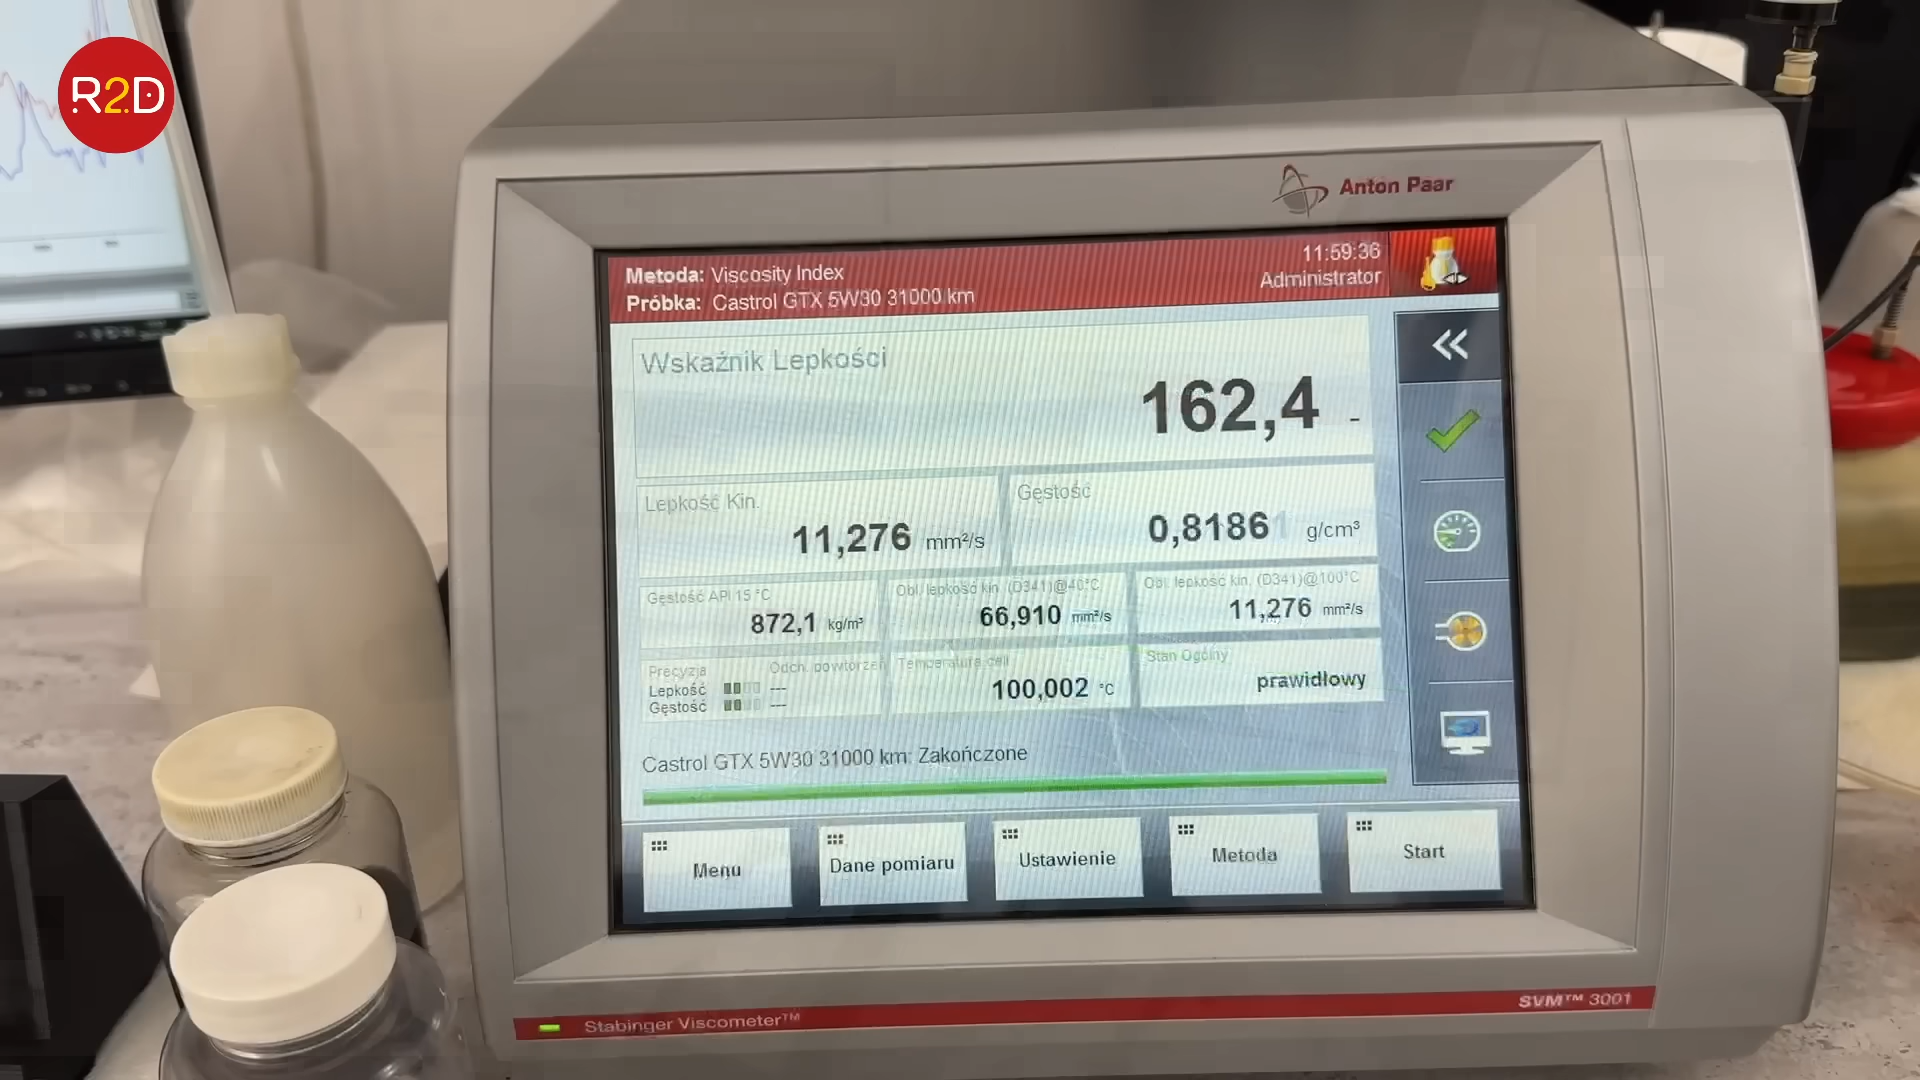 R2D
Anton Paar
Metoda: Viscosity Index
Próbka: Castrol GTX 5W30 31000 km
11:59:36
Administrator
Wskaźnik Lepkości
162,4 -
Lepkość Kin.
11,276 mm²/s
Gęstość
0,8186 g/cm³
Gęstość API 15 °C
872,1 kg/m³
Obl. lepkość kin. (D341)@40°C
66,910 mm²/s
Obl. lepkość kin. (D341)@100°C
11,276 mm²/s
Precyzja Odch. powtórzeń
Lepkość ---
Gęstość ---
Temperatura celi
100,002 °C
Stan Ogólny
prawidłowy
Castrol GTX 5W30 31000 km: Zakończone
Menu
Dane pomiaru
Ustawienie
Metoda
Start
Stabinger Viscometer™
SVM™ 3001